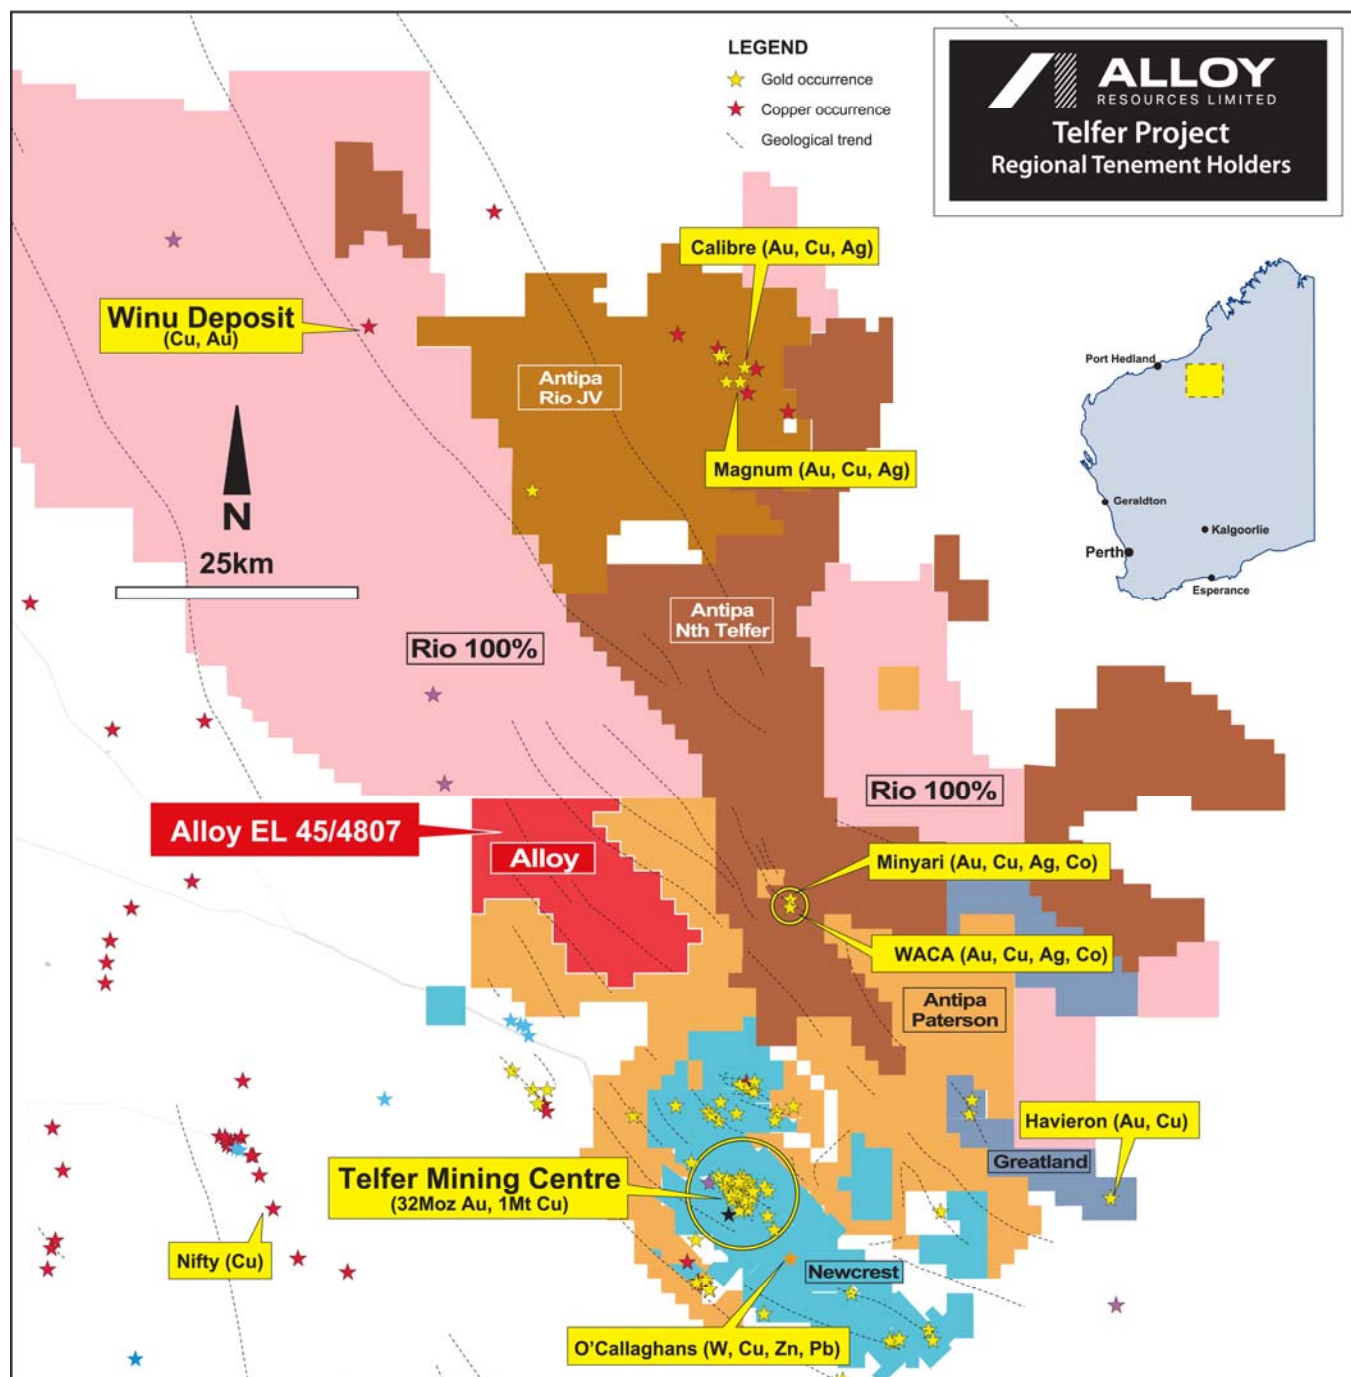 LEGEND
Gold occurrence
Copper occurrence
Geological trend
ALLOY
RESOURCES LIMITED
Telfer Project
Regional Tenement Holders
Calibre (Au, Cu, Ag)
Winu Deposit
(Cu, Au)
Port Hedland
Antipa
Rio JV
Magnum (Au, Cu, Ag)
Geraldton
Kalgoorlie
Perth
Esperance
N
25km
Antipa
Nth Telfer
Rio 100%
Rio 100%
Alloy EL 45/4807
Alloy
Minyari (Au, Cu, Ag, Co)
WACA (Au, Cu, Ag, Co)
Antipa
Paterson
Havieron (Au, Cu)
Greatland
Telfer Mining Centre
(32Moz Au, 1Mt Cu)
Nifty (Cu)
Newcrest
O'Callaghans (W, Cu, Zn, Pb)